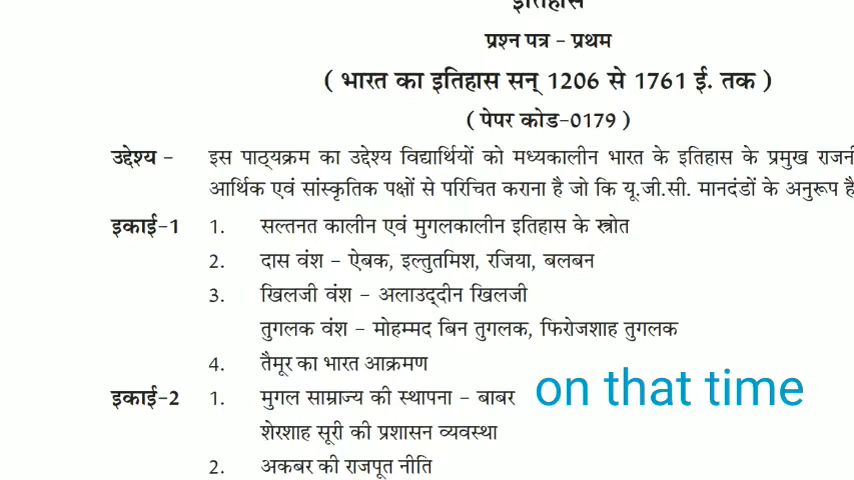 इतिहास
प्रश्न पत्र - प्रथम
( भारत का इतिहास सन् 1206 से 1761 ई. तक )
( पेपर कोड-0179 )
उद्देश्य - इस पाठ्यक्रम का उद्देश्य विद्यार्थियों को मध्यकालीन भारत के इतिहास के प्रमुख
आर्थिक एवं सांस्कृतिक पक्षों से परिचित कराना है जो कि यू.जी.सी. मानदंडों के अनुरूप है
इकाई-1 1. सल्तनत कालीन एवं मुगलकालीन इतिहास के स्त्रोत
2. दास वंश - ऐबक, इल्तुतमिश, रजिया, बलबन
3. खिलजी वंश - अलाउद्दीन खिलजी
तुगलक वंश - मोहम्मद बिन तुगलक, फिरोजशाह तुगलक
4. तैमूर का भारत आक्रमण
इकाई-2 1. मुगल साम्राज्य की स्थापना - बाबर on that time
शेरशाह सूरी की प्रशासन व्यवस्था
2. अकबर की राजपूत नीति